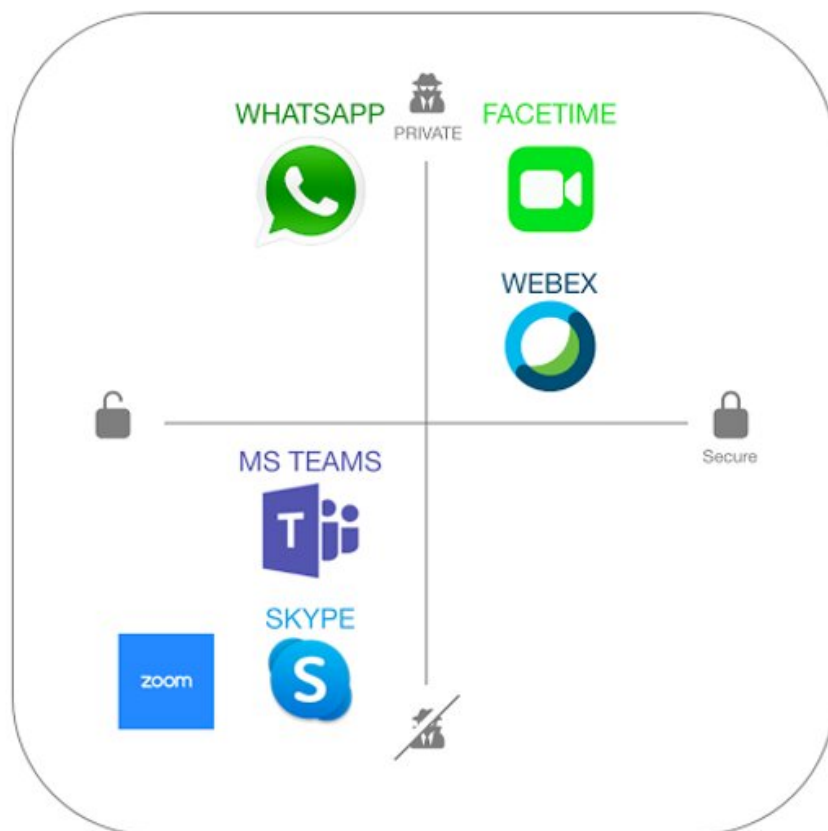 WHATSAPP
PRIVATE
FACETIME
WEBEX
Secure
MS TEAMS
T
SKYPE
S
zoom